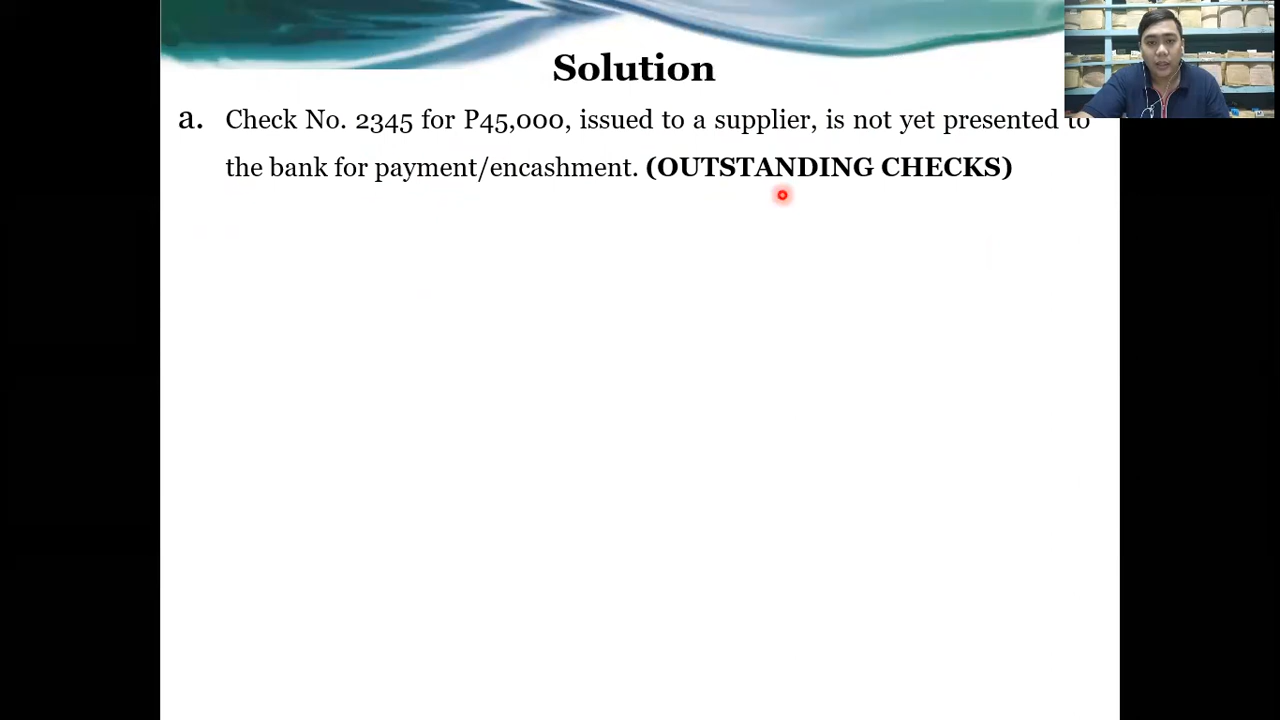 Solution
a. Check No. 2345 for P45,000, issued to a supplier, is not yet presented to
the bank for payment/encashment. (OUTSTANDING CHECKS)